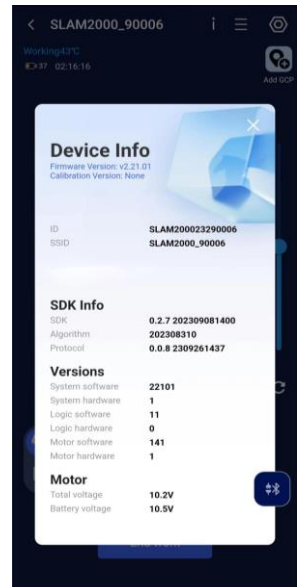 < SLAM2000_90006 i
Working43°C
37 02:16:16
Add GCP
Device Info
Firmware Version: v2.21.01
Calibration Version: None
ID SLAM200023290006
SSID SLAM2000_90006
SDK Info
SDK 0.2.7 202309081400
Algorithm 202308310
Protocol 0.0.8 2309261437
Versions
System software 22101
System hardware 1
Logic software 11
Logic hardware 0
Motor software 141
Motor hardware 1
Motor
Total voltage 10.2V
Battery voltage 10.5V